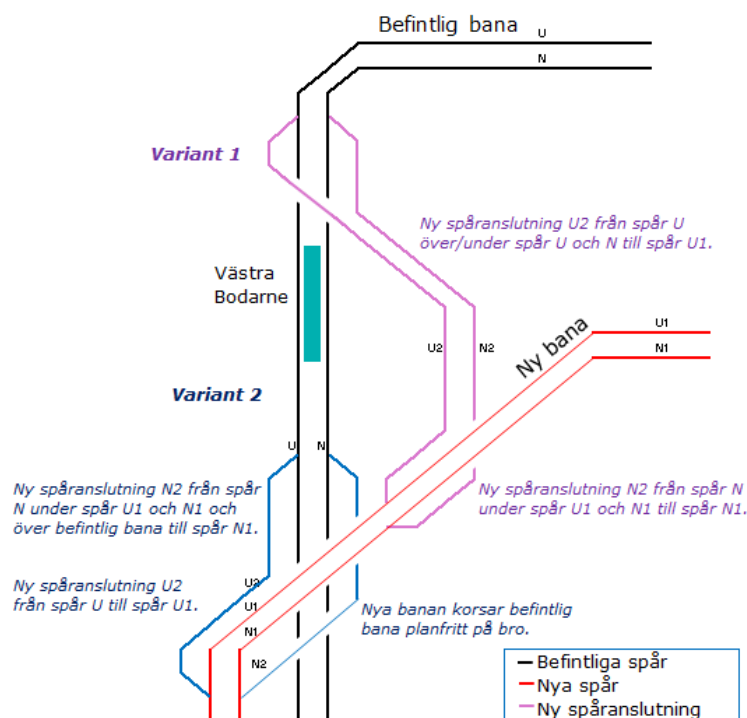 Befintlig bana
U
N
Variant 1
Ny spåranslutning U2 från spår U
över/under spår U och N till spår U1.
Västra
Bodarne
U1
Ny bana
N1
U2
N2
Variant 2
U
N
Ny spåranslutning N2 från spår
N under spår U1 och N1 och
över befintlig bana till spår N1.
Ny spåranslutning N2 från spår N
under spår U1 och N1 till spår N1.
U2
Ny spåranslutning U2
från spår U till spår U1.
U1
Nya banan korsar befintlig
bana planfritt på bro.
N1
N2
Befintliga spår
Nya spår
Ny spåranslutning